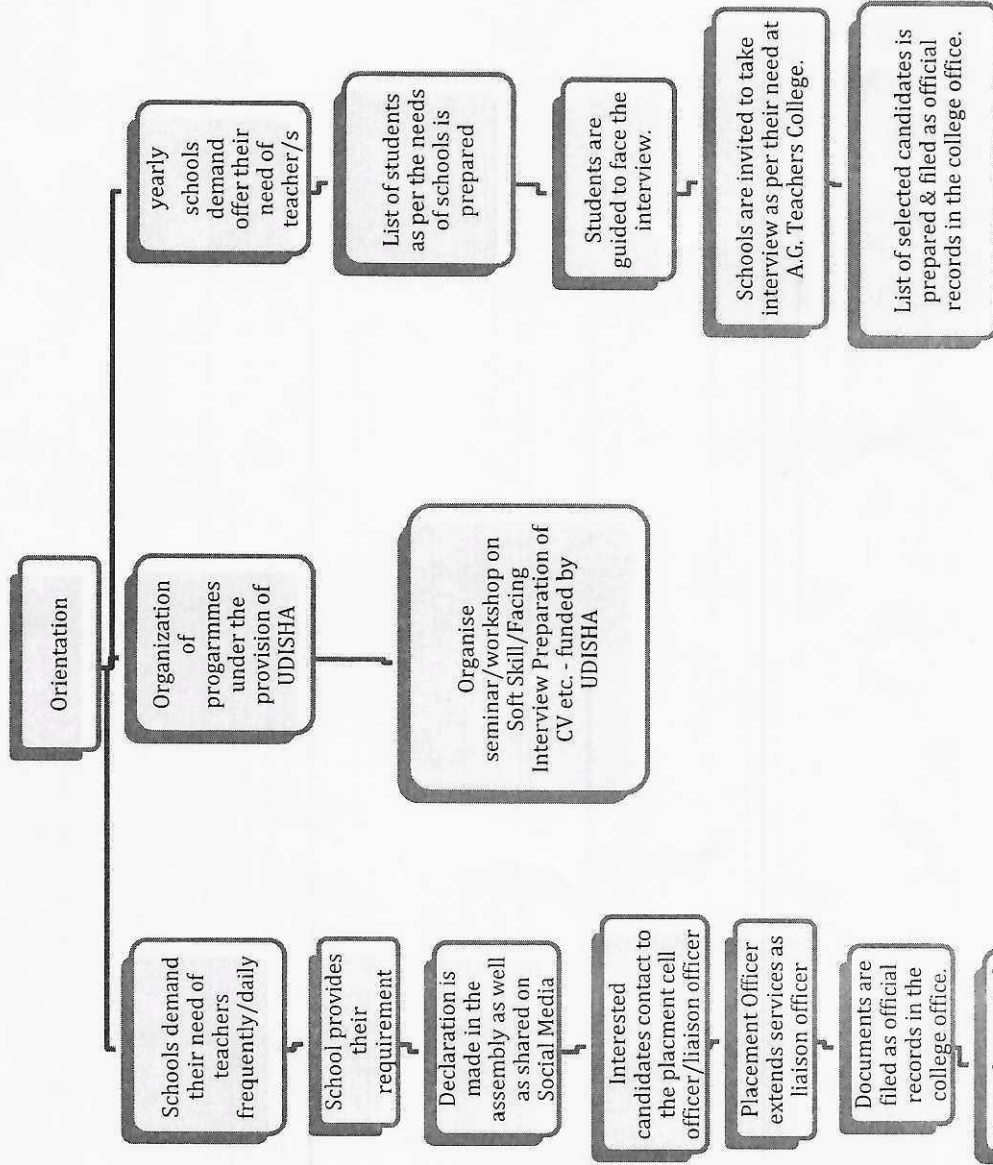 Orientation
Schools demand
their need of
teachers
frequently/daily
School provides
their
requirement
Declaration is
made in the
assembly as well
as shared on
Social Media
Interested
candidates contact to
the placment cell
officer/liaison officer
Placement Officer
extends services as
liaison officer
Documents are
filed as official
records in the
college office.
Organization
of
progarmmes
under the
provision of
UDISHA
Organise
seminar/workshop on
Soft Skill/Facing
Interview Preparation of
CV etc. - funded by
UDISHA
yearly
schools
demand
offer their
need of
teacher/s
List of students
as per the needs
of schools is
prepared
Students are
guided to face the
interview.
Schools are invited to take
interview as per their need at
A.G. Teachers College.
List of selected candidates is
prepared & filed as official
records in the college office.